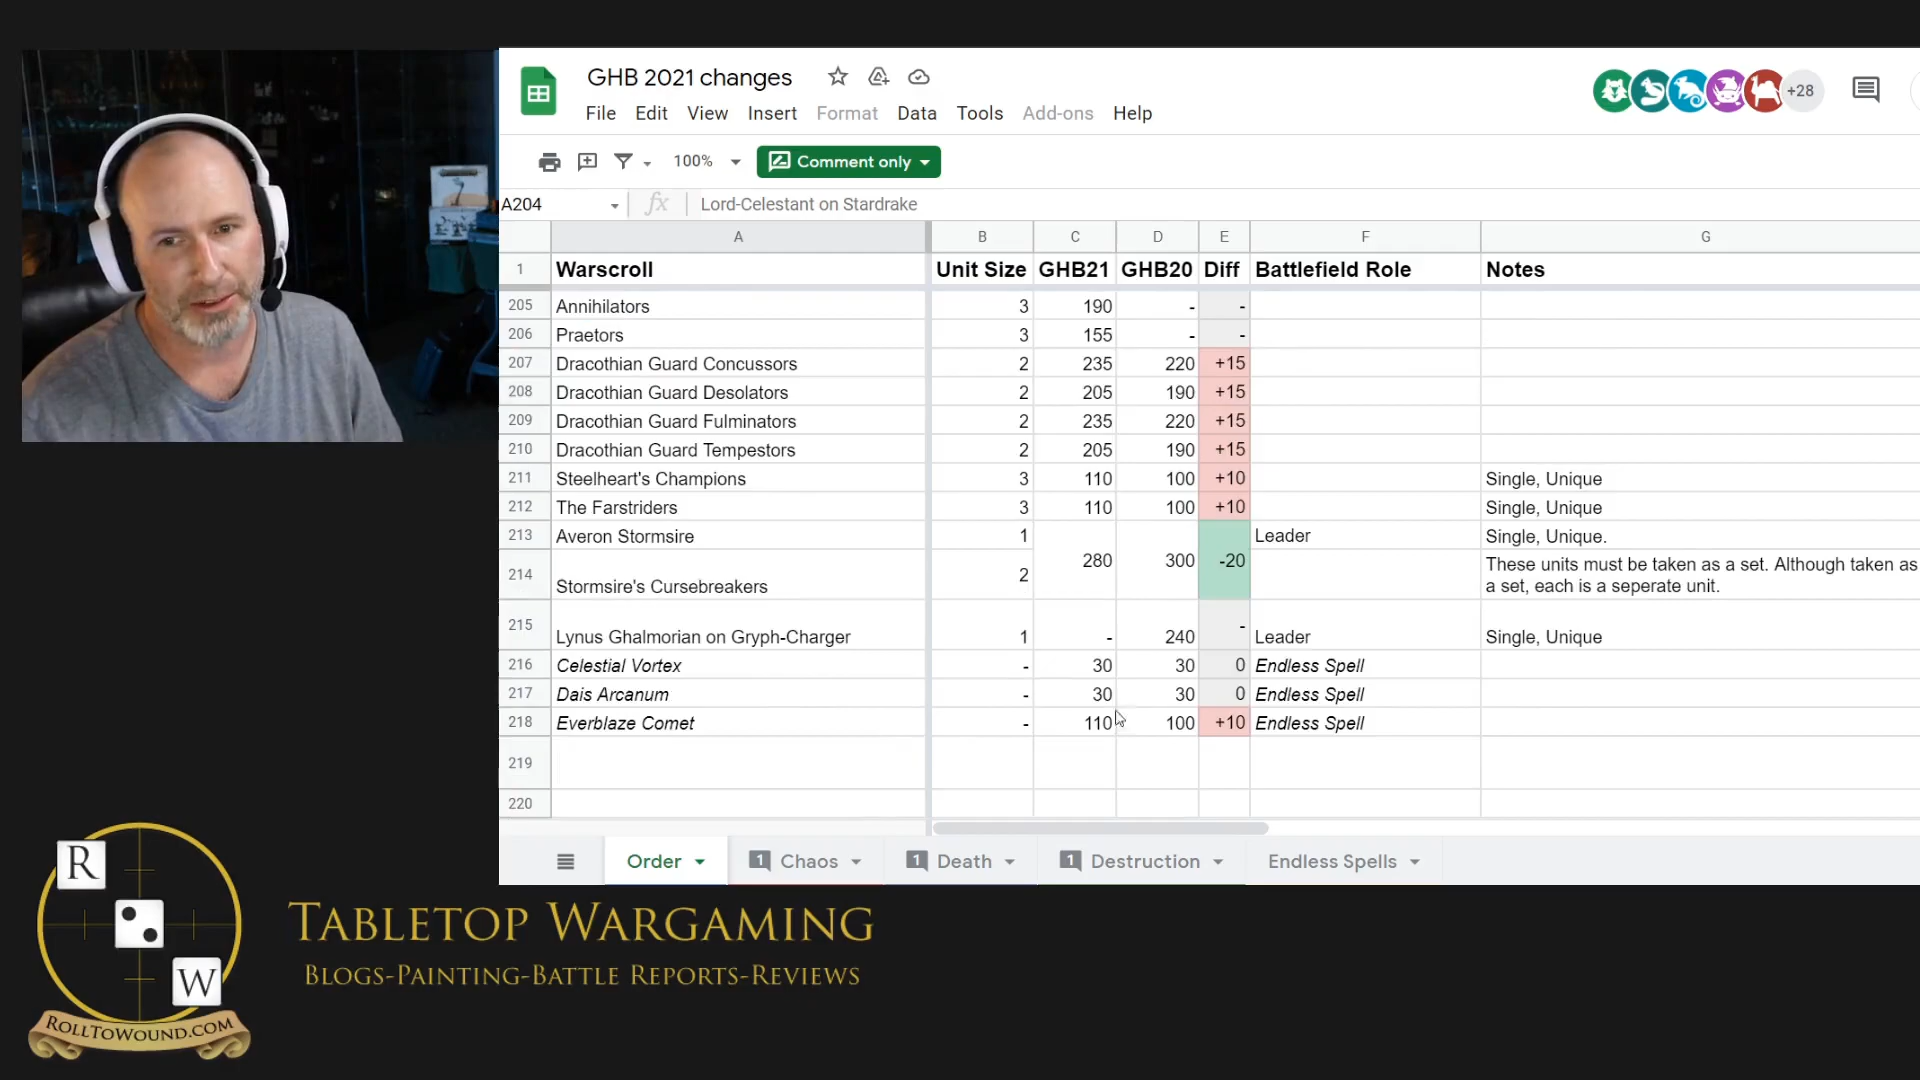 GHB 2021 changes
+28
File Edit View Insert Format Data Tools Add-ons Help
100% Comment only
A204 fx Lord-Celestant on Stardrake
A B C D E F G
1 Warscroll Unit Size GHB21 GHB20 Diff Battlefield Role Notes
205 Annihilators 3 190 - -
206 Praetors 3 155 - -
207 Dracothian Guard Concussors 2 235 220 +15
208 Dracothian Guard Desolators 2 205 190 +15
209 Dracothian Guard Fulminators 2 235 220 +15
210 Dracothian Guard Tempestors 2 205 190 +15
211 Steelheart's Champions 3 110 100 +10 Single, Unique
212 The Farstriders 3 110 100 +10 Single, Unique
213 Averon Stormsire 1 280 300 -20 Leader Single, Unique.
214 Stormsire's Cursebreakers 2 These units must be taken as a set. Although taken as
a set, each is a seperate unit.
215 Lynus Ghalmorian on Gryph-Charger 1 - 240 - Leader Single, Unique
216 Celestial Vortex - 30 30 0 Endless Spell
217 Dais Arcanum - 30 30 0 Endless Spell
218 Everblaze Comet - 110 100 +10 Endless Spell
219
220
Order 1 Chaos 1 Death 1 Destruction Endless Spells
R
W
RollToWound.com
Tabletop Wargaming
Blogs-Painting-Battle Reports-Reviews